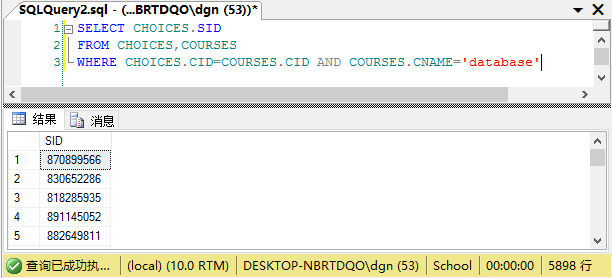 SQLQuery2.sql - (...BRTDQO\dgn (53))*
1 SELECT CHOICES.SID
2 FROM CHOICES,COURSES
3 WHERE CHOICES.CID=COURSES.CID AND COURSES.CNAME='database'
结果 消息
SID
1 870899566
2 830652286
3 818285935
4 891145052
5 882649811
查询已成功执... (local) (10.0 RTM) DESKTOP-NBRTDQO\dgn (53) School 00:00:00 5898 行